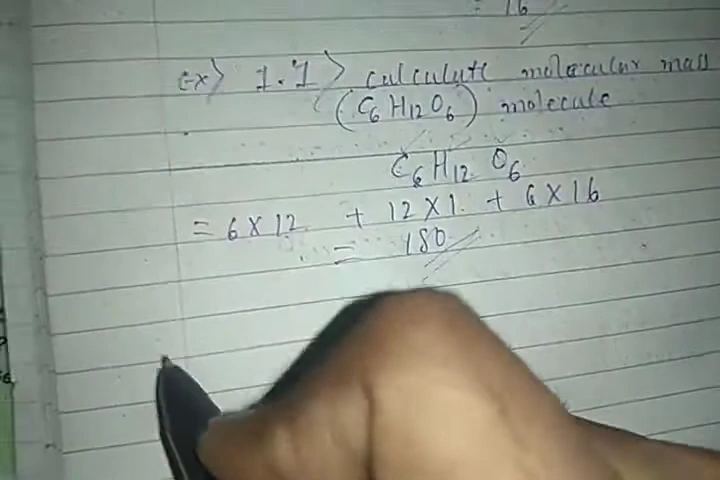 = 16
Ex> 1.1> calculate molecular mass
(C6H12O6) molecule
C6H12O6
= 6 X 12 + 12 X 1 + 6 X 16
= 180